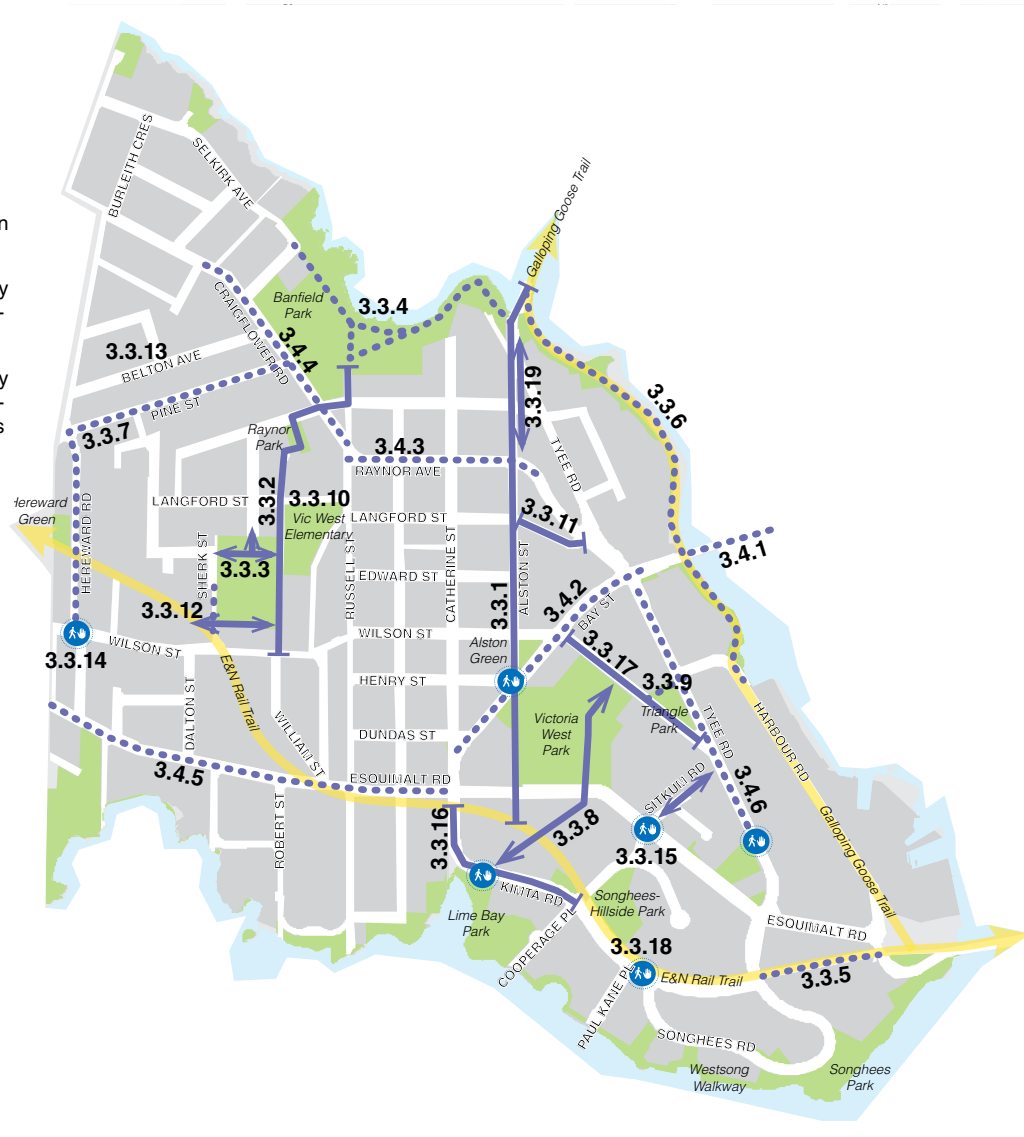 n
BURLEITH CRES
SELKIRK AVE
Galloping Goose Trail
y
-
Banfield
Park
3.3.4
CRAIGFLOWER RD
3.4.4
3.3.13
BELTON AVE
y
-
s
PINE ST
3.3.7
Raynor
Park
3.3.19
3.3.6
3.4.3
RAYNOR AVE
TYEE RD
ereward
Green
HEREWARD RD
LANGFORD ST
3.3.2
3.3.10
Vic West
Elementary
LANGFORD ST
3.3.11
3.4.1
SHERK ST
3.3.3
RUSSELL ST
EDWARD ST
CATHERINE ST
ALSTON ST
3.3.1
3.4.2
BAY ST
3.3.12
WILSON ST
WILSON ST
3.3.14
Alston
Green
3.3.17
3.3.9
Triangle
Park
E&N Rail Trail
HENRY ST
DALTON ST
WILLIAM ST
DUNDAS ST
Victoria
West
Park
TYEE RD
HARBOUR RD
3.4.5
ESQUIMALT RD
SITKUM RD
3.4.6
ROBERT ST
3.3.16
3.3.8
3.3.15
Galloping Goose Trail
KIMTA RD
Songhees-
Hillside Park
Lime Bay
Park
COOPERAGE PL
ESQUIMALT RD
3.3.18
E&N Rail Trail
3.3.5
PAUL KANE PL
SONGHEES RD
Westsong
Walkway
Songhees
Park